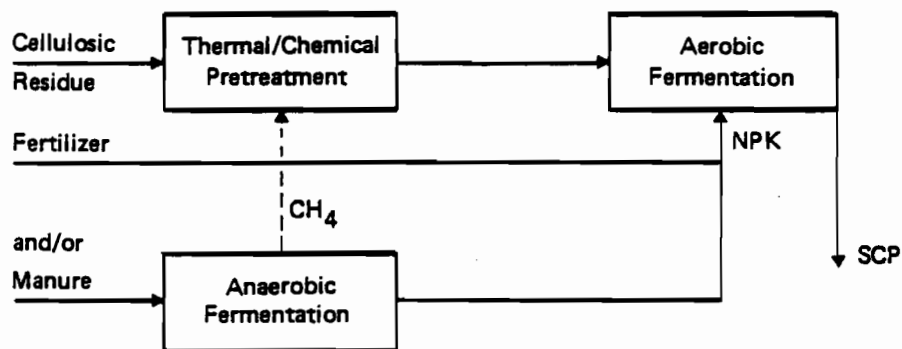 Cellulosic
Residue
Thermal/Chemical
Pretreatment
Aerobic
Fermentation
Fertilizer
NPK
CH₄
and/or
Manure
Anaerobic
Fermentation
SCP